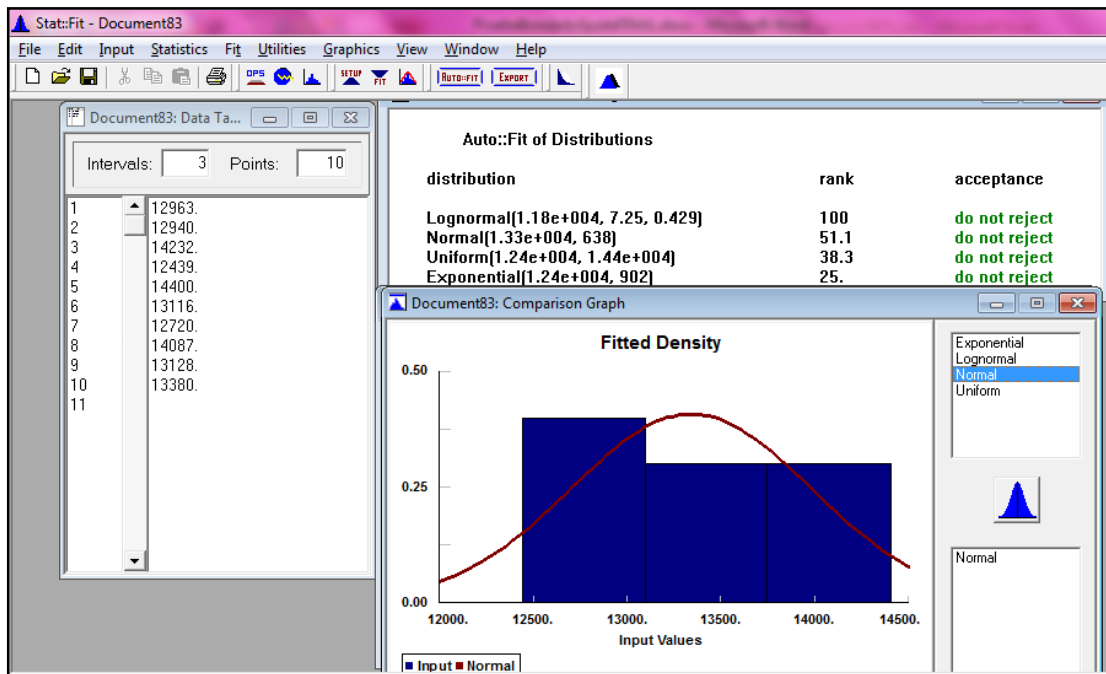 Stat::Fit - Document83
File Edit Input Statistics Fit Utilities Graphics View Window Help
OPS SETUP FIT AUTO::FIT EXPORT
Document83: Data Ta...
Intervals: 3 Points: 10
1 12963.
2 12940.
3 14232.
4 12439.
5 14400.
6 13116.
7 12720.
8 14087.
9 13128.
10 13380.
11
Auto::Fit of Distributions
distribution rank acceptance
Lognormal(1.18e+004, 7.25, 0.429) 100 do not reject
Normal(1.33e+004, 638) 51.1 do not reject
Uniform(1.24e+004, 1.44e+004) 38.3 do not reject
Exponential(1.24e+004, 902) 25. do not reject
Document83: Comparison Graph
Fitted Density
0.50
0.25
0.00
12000. 12500. 13000. 13500. 14000. 14500.
Input Values
Input Normal
Exponential
Lognormal
Normal
Uniform
Normal